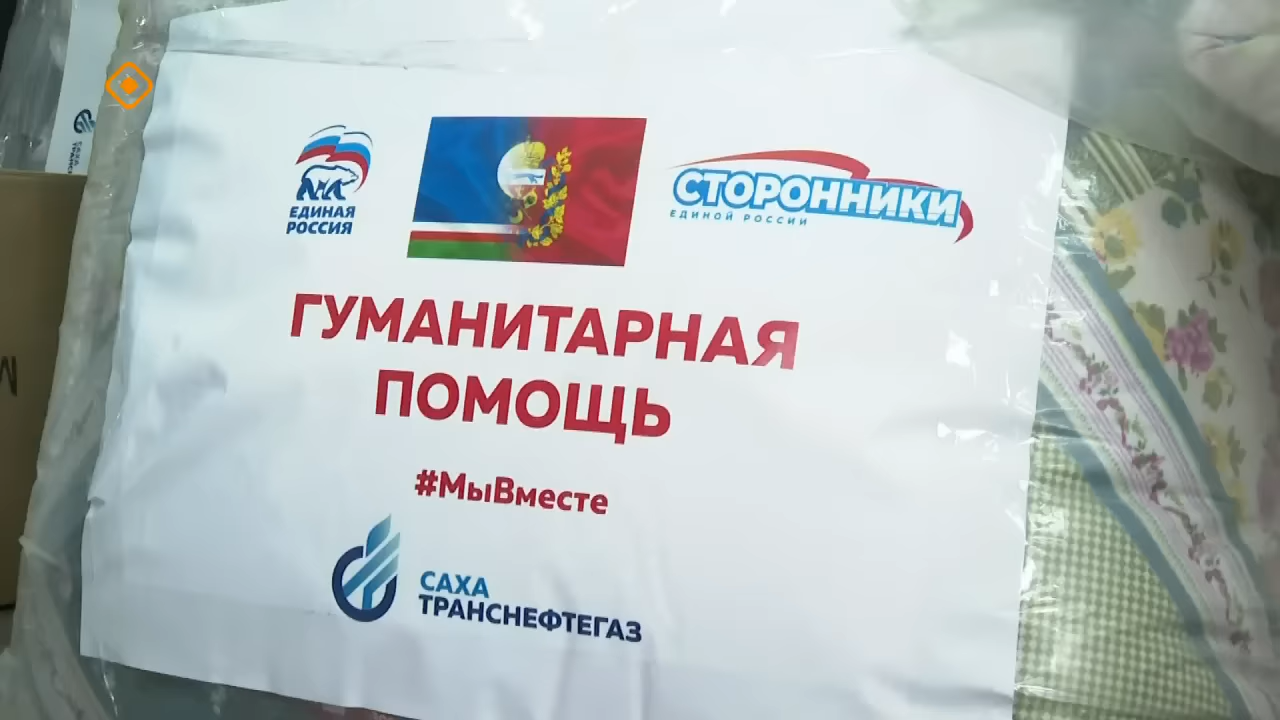 ЕДИНАЯ
РОССИЯ
СТОРОННИКИ
ЕДИНОЙ РОССИИ
ГУМАНИТАРНАЯ
ПОМОЩЬ
#МыВместе
САХА
ТРАНСНЕФТЕГАЗ